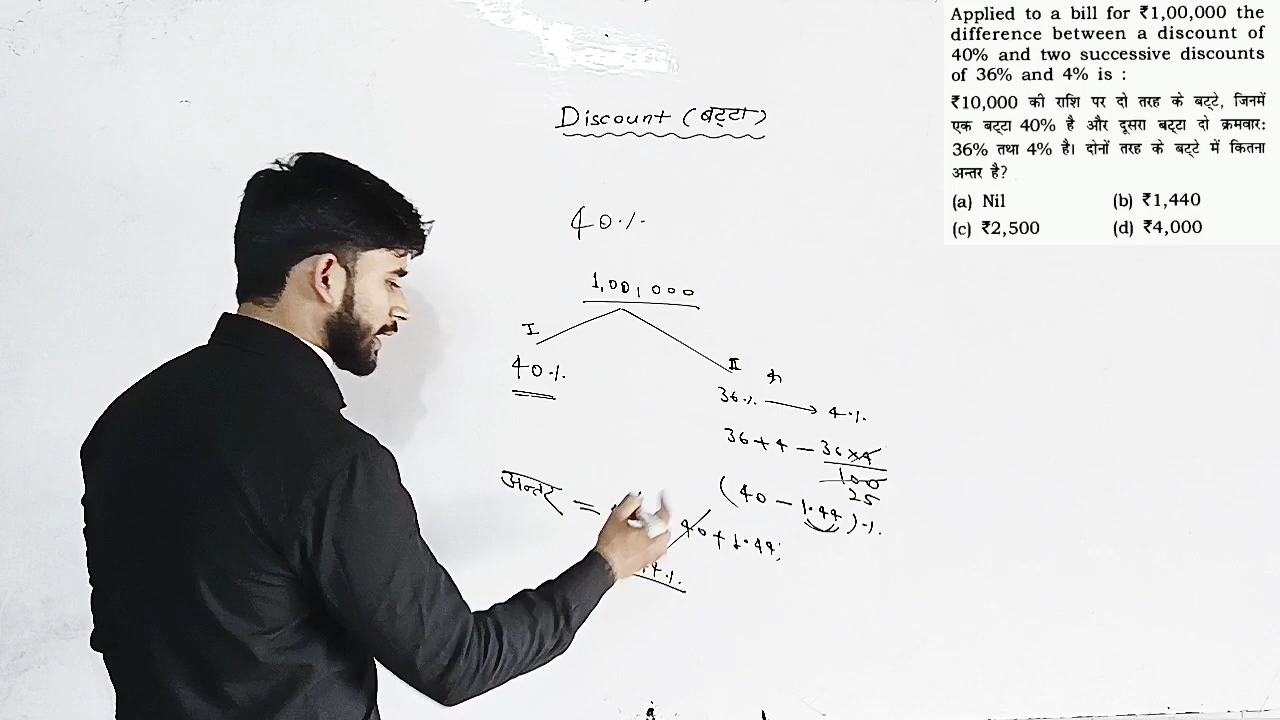 Applied to a bill for ₹1,00,000 the
difference between a discount of
40% and two successive discounts
of 36% and 4% is :
₹10,000 की राशि पर दो तरह के बट्टे, जिनमें
एक बट्टा 40% है और दूसरा बट्टा दो क्रमवार:
36% तथा 4% है। दोनों तरह के बट्टे में कितना
अन्तर है?
(a) Nil (b) ₹1,440
(c) ₹2,500 (d) ₹4,000
Discount (बट्टा)
40%
1,00,000
I II
40% 36% → 4%
36+4 - 36×4
100
25
(40 - 1.44)%
अन्तर =
40+1.44